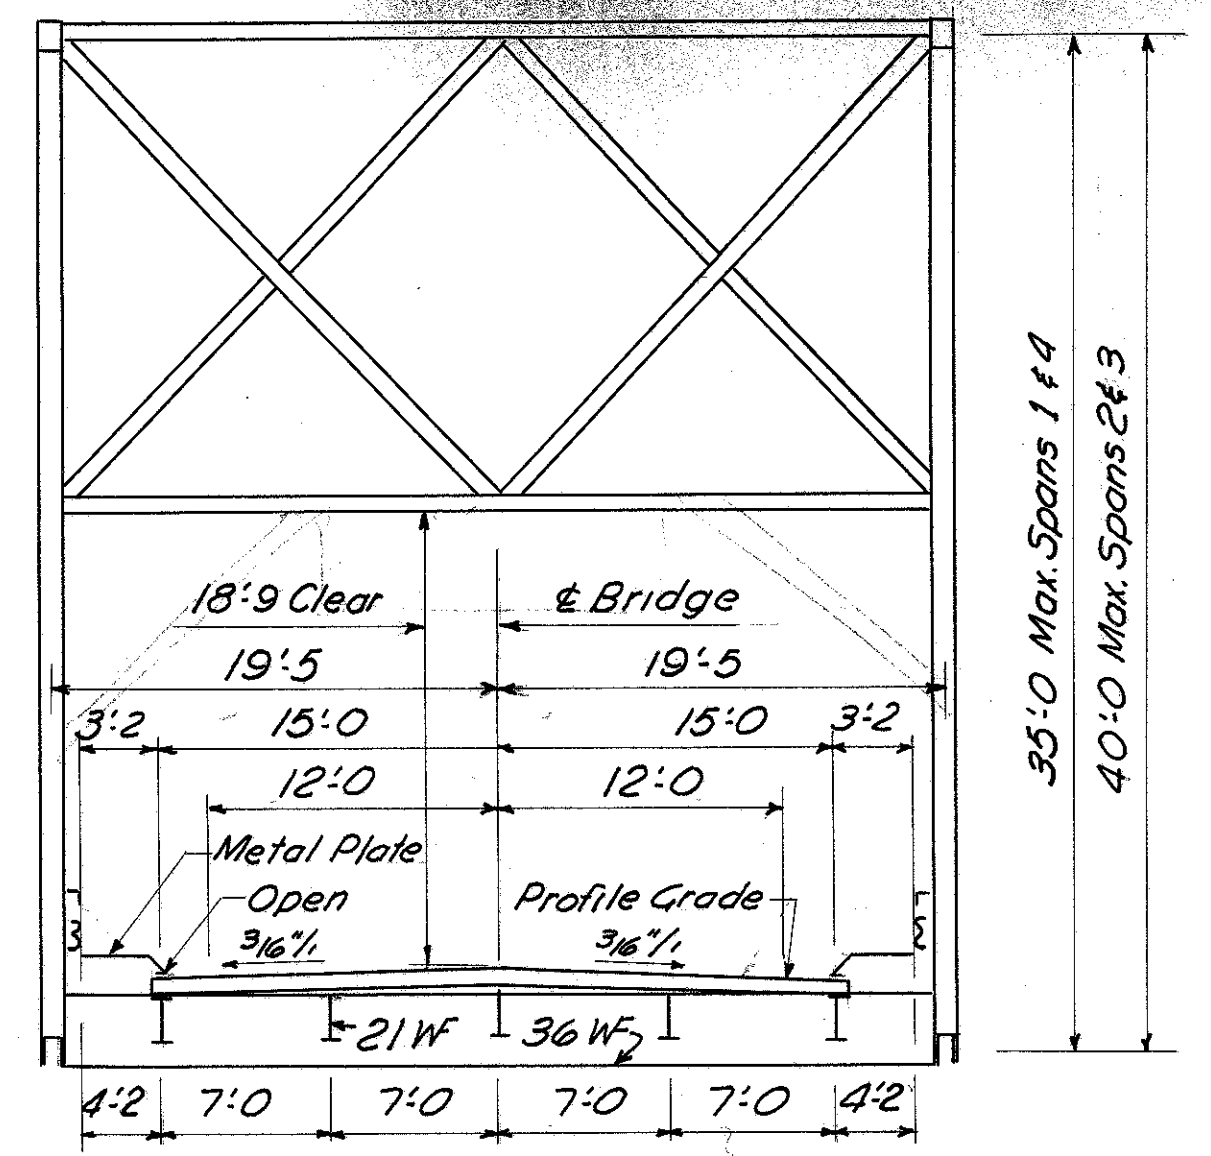 18'-9 Clear
℄ Bridge
19'-5
19'-5
3'-2
15'-0
15'-0
3'-2
12'-0
12'-0
Metal Plate
Open
Profile Grade
3/16"/1
3/16"/1
21 WF
36 WF
4'-2
7'-0
7'-0
7'-0
7'-0
4'-2
35'-0 Max. Spans 1 & 4
40'-0 Max. Spans 2 & 3